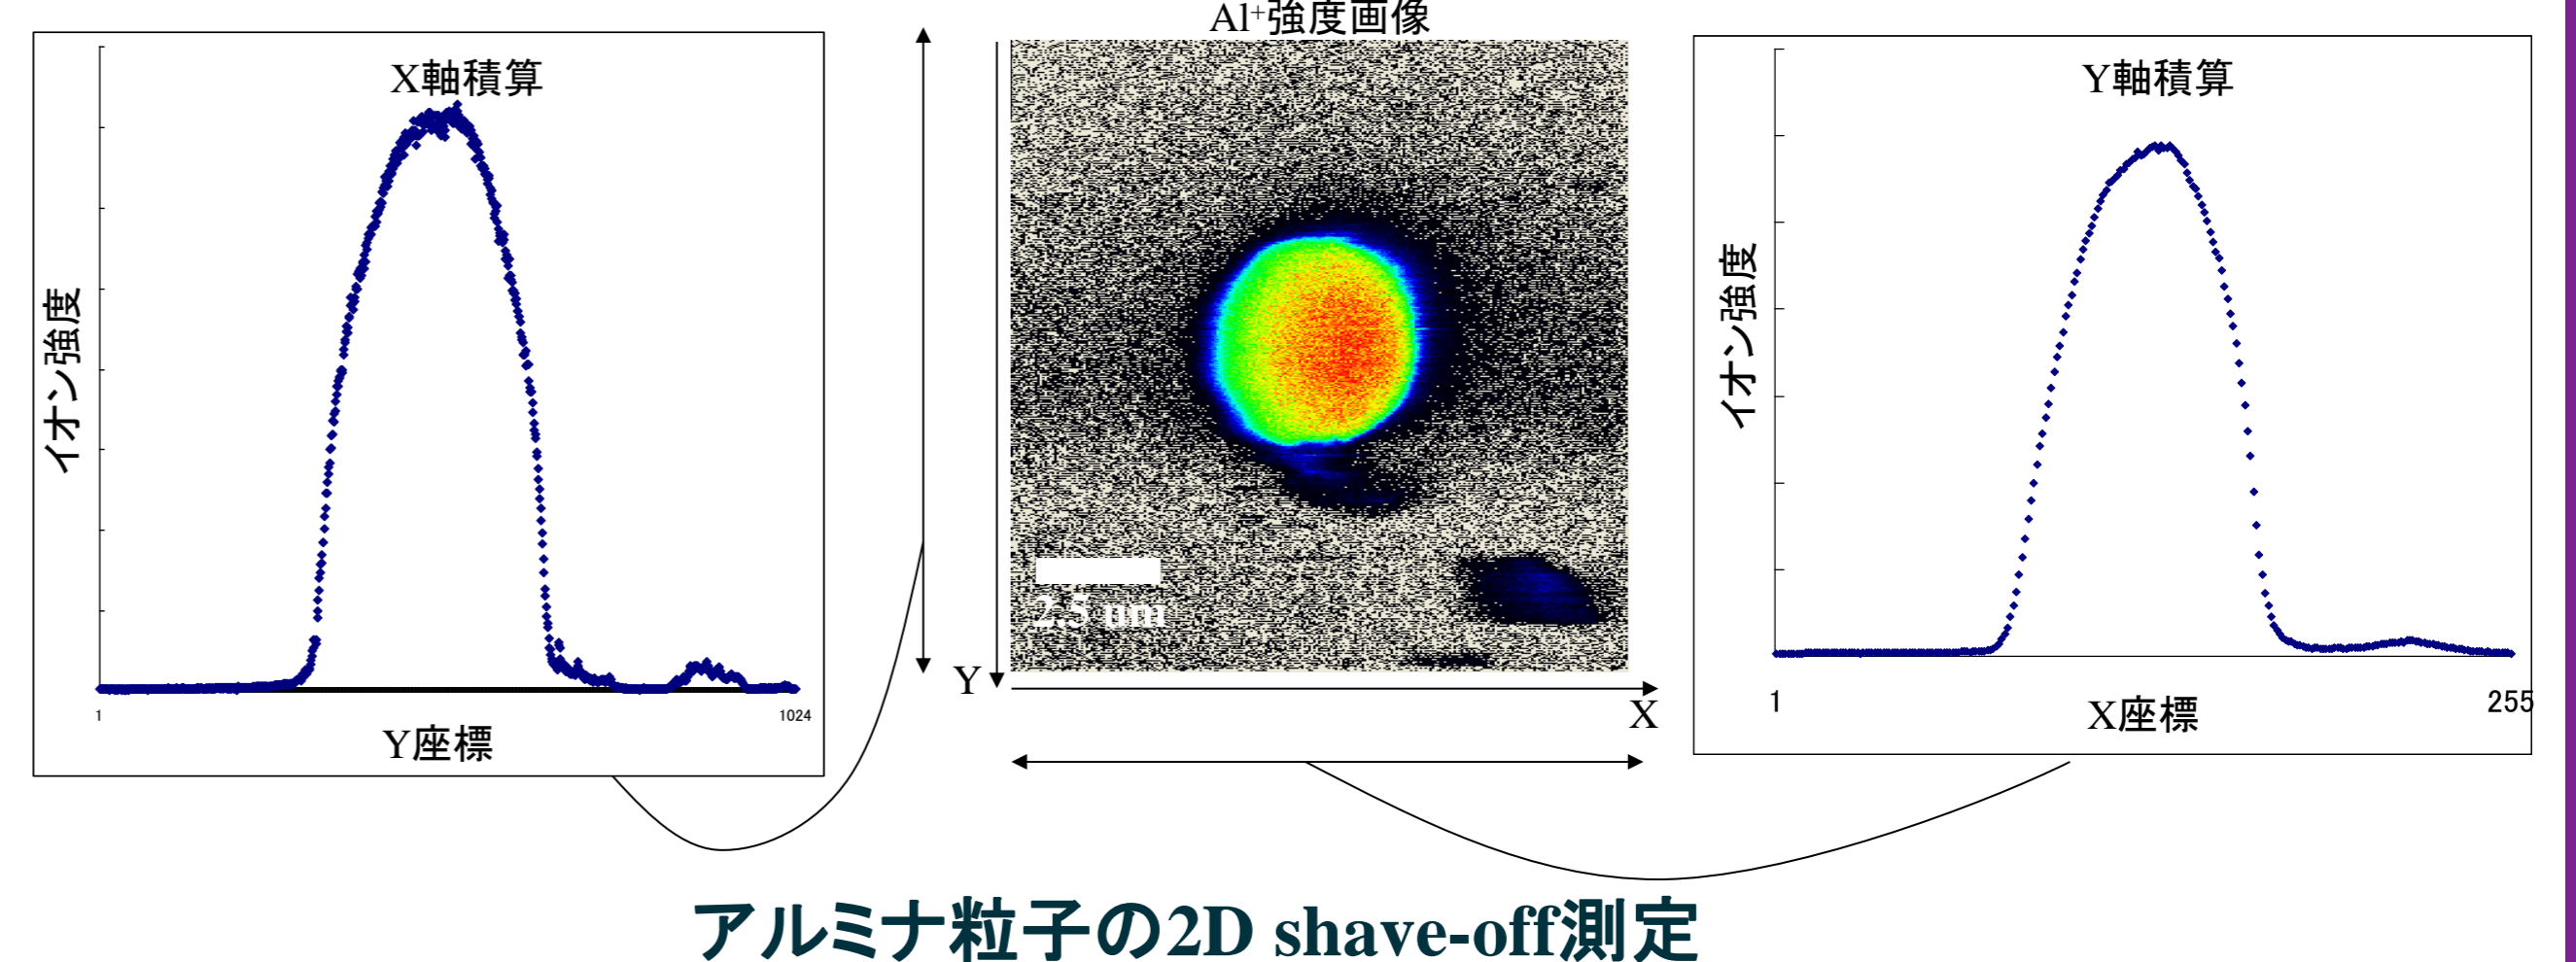 X軸積算
イオン強度
1
1024
Y座標
Al⁺強度画像
2.5 um
Y
X
Y軸積算
イオン強度
1
255
X座標
アルミナ粒子の2D shave-off測定